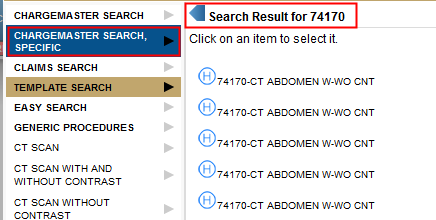 CHARGEMASTER SEARCH
CHARGEMASTER SEARCH,
SPECIFIC
CLAIMS SEARCH
TEMPLATE SEARCH
EASY SEARCH
GENERIC PROCEDURES
CT SCAN
CT SCAN WITH AND
WITHOUT CONTRAST
CT SCAN WITHOUT
CONTRAST
Search Result for 74170
Click on an item to select it.
H 74170-CT ABDOMEN W-WO CNT
H 74170-CT ABDOMEN W-WO CNT
H 74170-CT ABDOMEN W-WO CNT
H 74170-CT ABDOMEN W-WO CNT
H 74170-CT ABDOMEN W-WO CNT